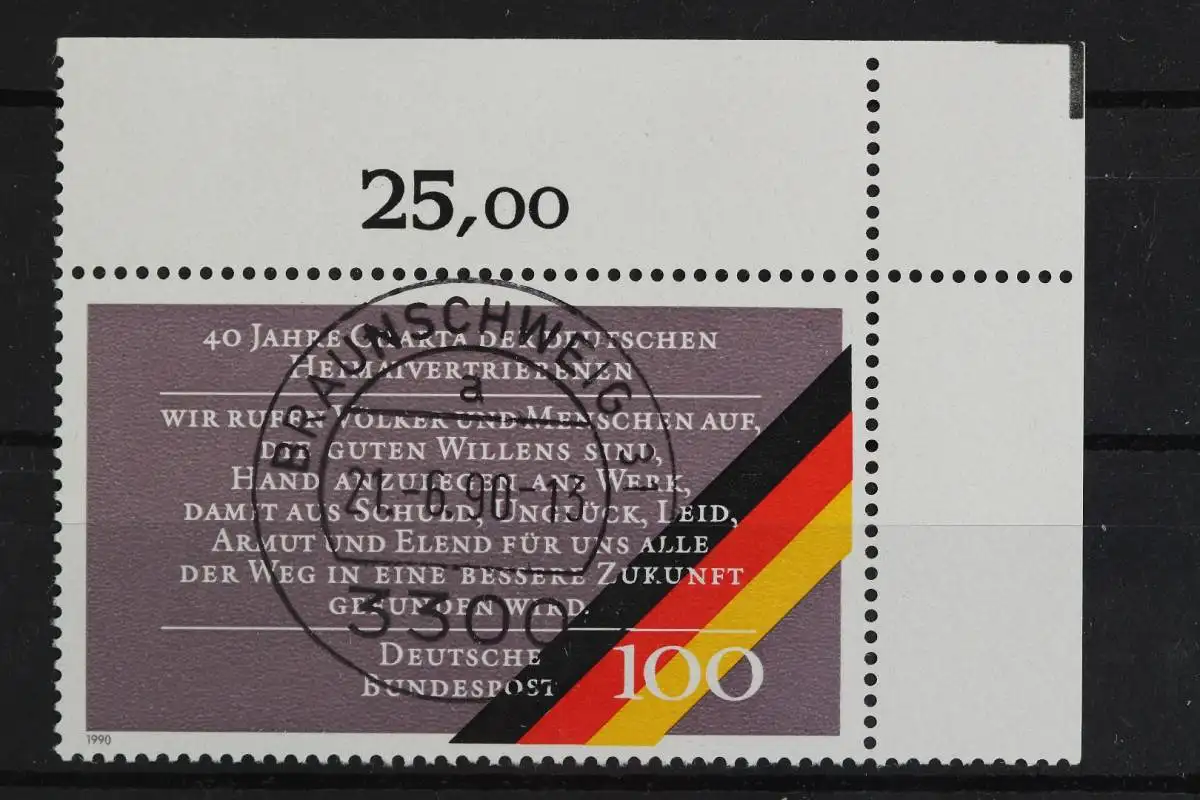 25,00
40 JAHRE CHARTA DER DEUTSCHEN
HEIMATVERTRIEBENEN
WIR RUFEN VÖLKER UND MENSCHEN AUF,
DIE GUTEN WILLENS SIND,
HAND ANZULEGEN ANS WERK,
DAMIT AUS SCHULD, UNGLÜCK, LEID,
ARMUT UND ELEND FÜR UNS ALLE
DER WEG IN EINE BESSERE ZUKUNFT
GEFUNDEN WIRD.
DEUTSCHE
BUNDESPOST
100
1990
BRAUNSCHWEIG 1
a
21.-6.90-13
3300